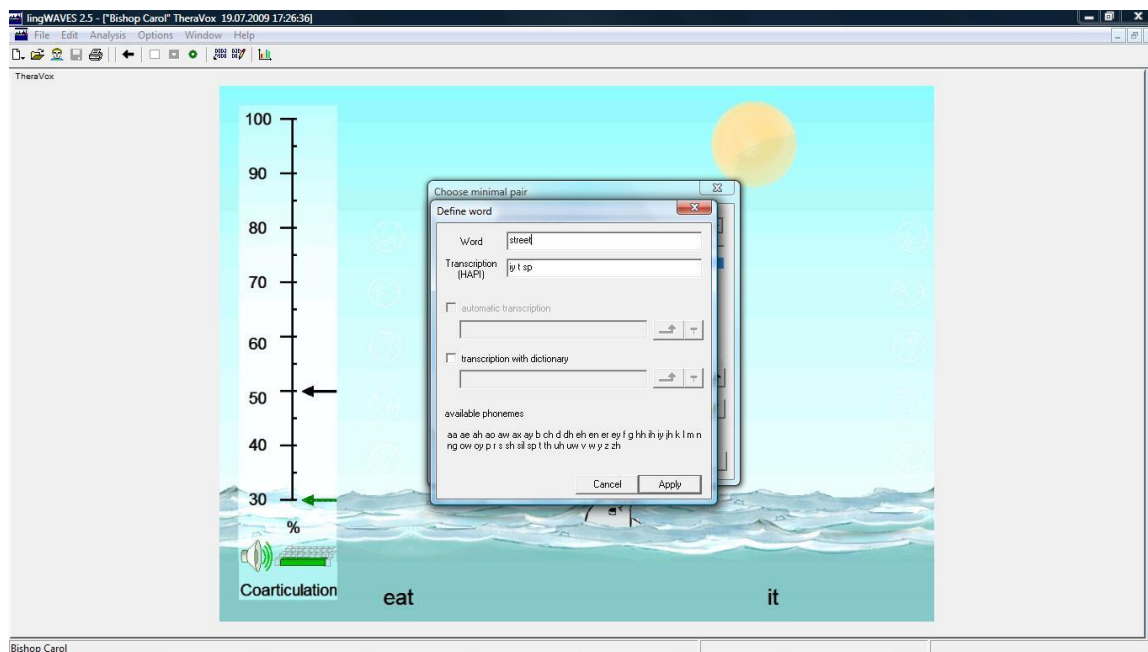 lingWAVES 2.5 - ["Bishop Carol" TheraVox 19.07.2009 17:26:36]
File Edit Analysis Options Window Help
TheraVox
100
90
80
70
60
50
40
30
%
Coarticulation
eat
it
Choose minimal pair
Define word
Word
street
Transcription
(HAPI)
iy t sp
automatic transcription
transcription with dictionary
available phonemes
aa ae ah ao aw ax ay b ch d dh eh en er ey f g hh ih iy jh k l m n
ng ow oy p r s sh sil sp t th uh uw v w y z zh
Cancel
Apply
Bishop Carol